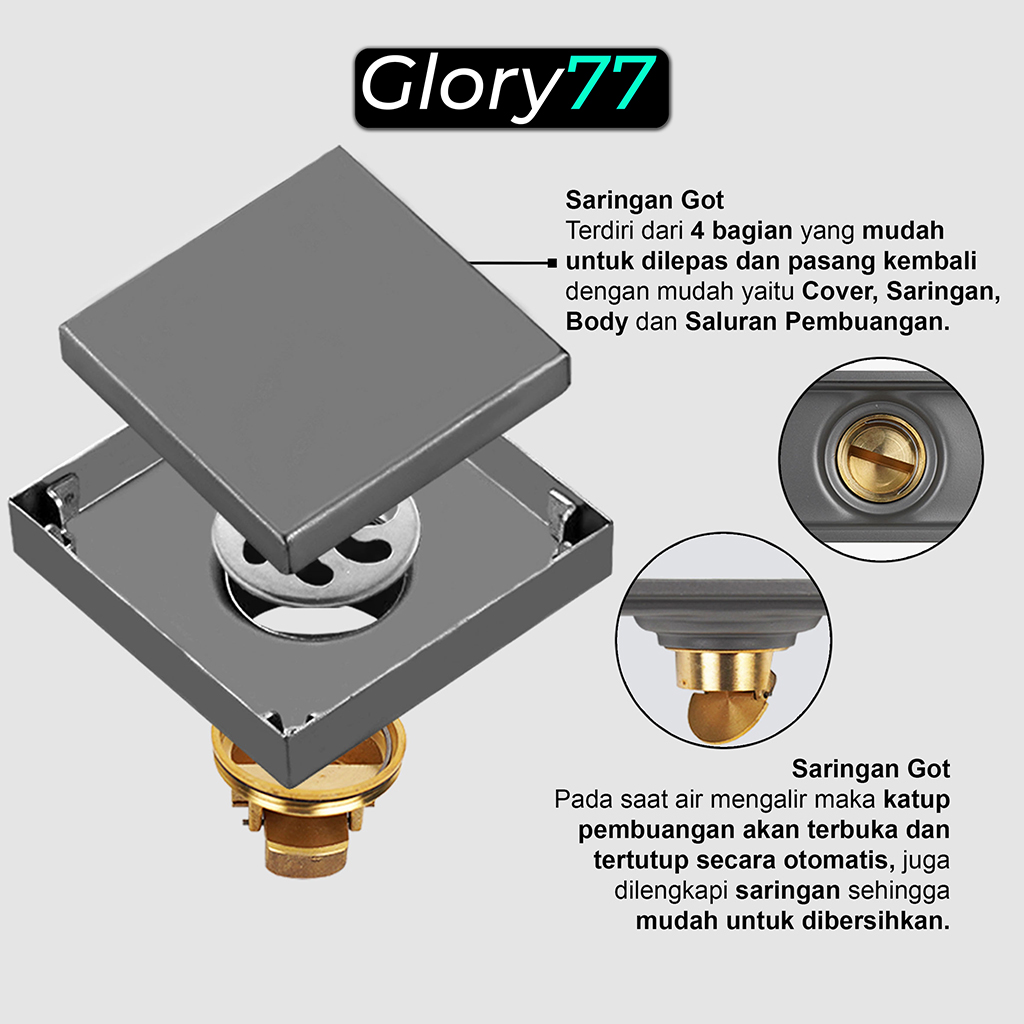 Glory77
Saringan Got
Terdiri dari 4 bagian yang mudah
untuk dilepas dan pasang kembali
dengan mudah yaitu Cover, Saringan,
Body dan Saluran Pembuangan.
Saringan Got
Pada saat air mengalir maka katup
pembuangan akan terbuka dan
tertutup secara otomatis, juga
dilengkapi saringan sehingga
mudah untuk dibersihkan.